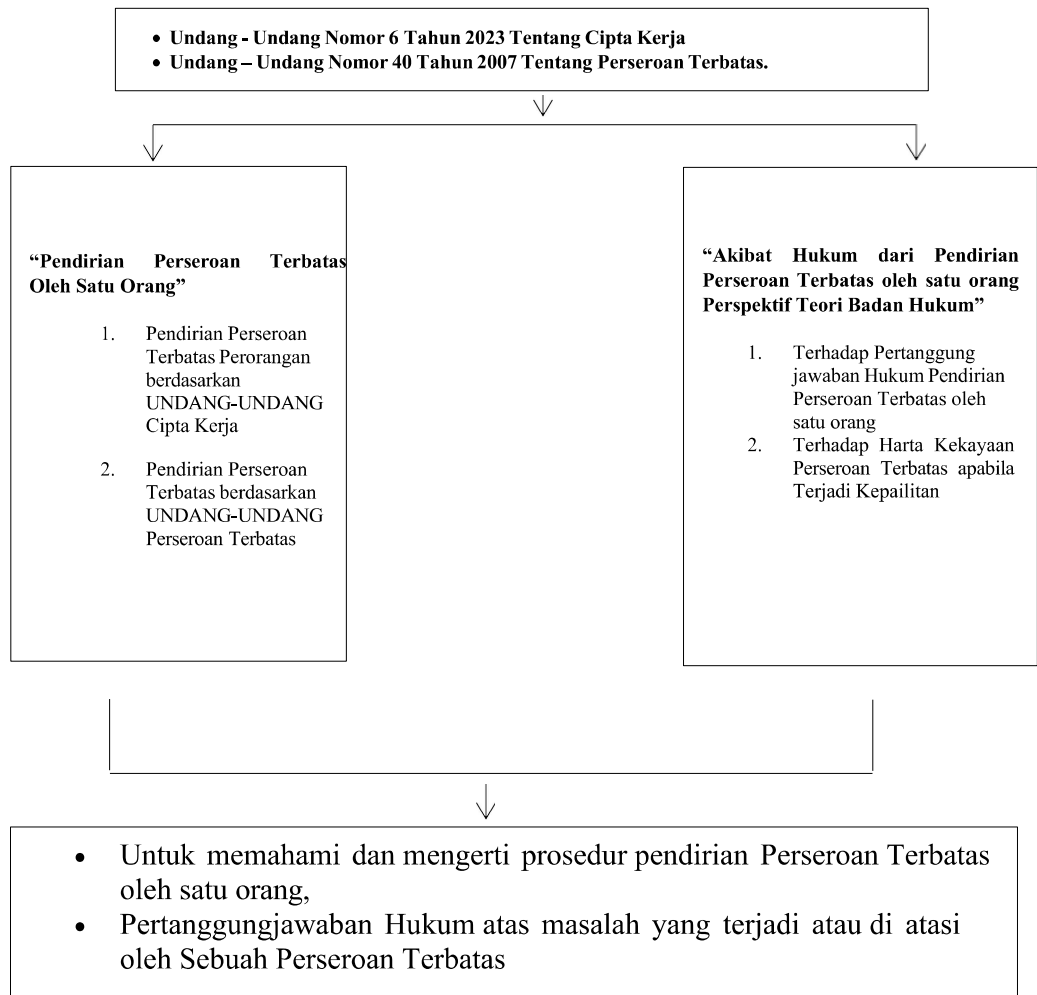 • Undang - Undang Nomor 6 Tahun 2023 Tentang Cipta Kerja
• Undang – Undang Nomor 40 Tahun 2007 Tentang Perseroan Terbatas.
“Pendirian Perseroan Terbatas
Oleh Satu Orang”
1. Pendirian Perseroan
Terbatas Perorangan
berdasarkan
UNDANG-UNDANG
Cipta Kerja
2. Pendirian Perseroan
Terbatas berdasarkan
UNDANG-UNDANG
Perseroan Terbatas
“Akibat Hukum dari Pendirian
Perseroan Terbatas oleh satu orang
Perspektif Teori Badan Hukum”
1. Terhadap Pertanggung
jawaban Hukum Pendirian
Perseroan Terbatas oleh
satu orang
2. Terhadap Harta Kekayaan
Perseroan Terbatas apabila
Terjadi Kepailitan
• Untuk memahami dan mengerti prosedur pendirian Perseroan Terbatas
oleh satu orang,
• Pertanggungjawaban Hukum atas masalah yang terjadi atau di atasi
oleh Sebuah Perseroan Terbatas